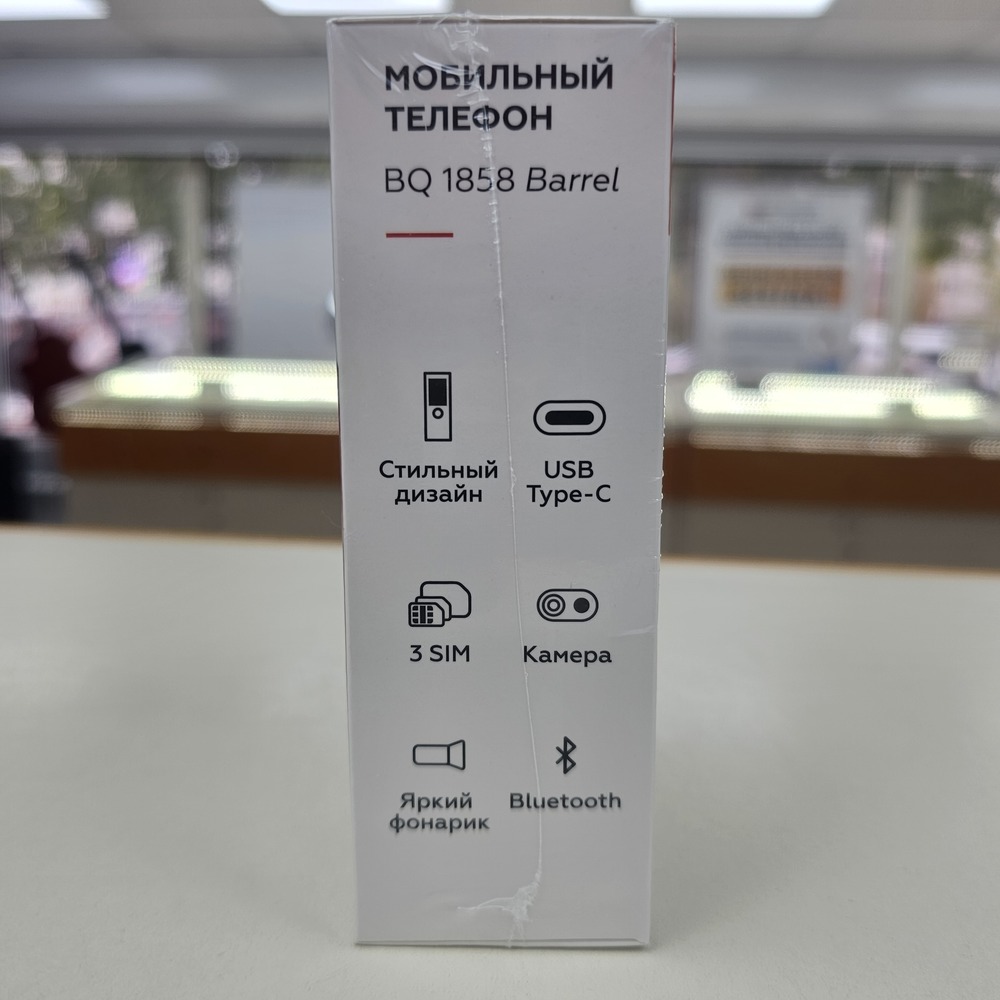 МОБИЛЬНЫЙ
ТЕЛЕФОН
BQ 1858 Barrel
Стильный
дизайн
USB
Type-C
3 SIM
Камера
Яркий
фонарик
Bluetooth